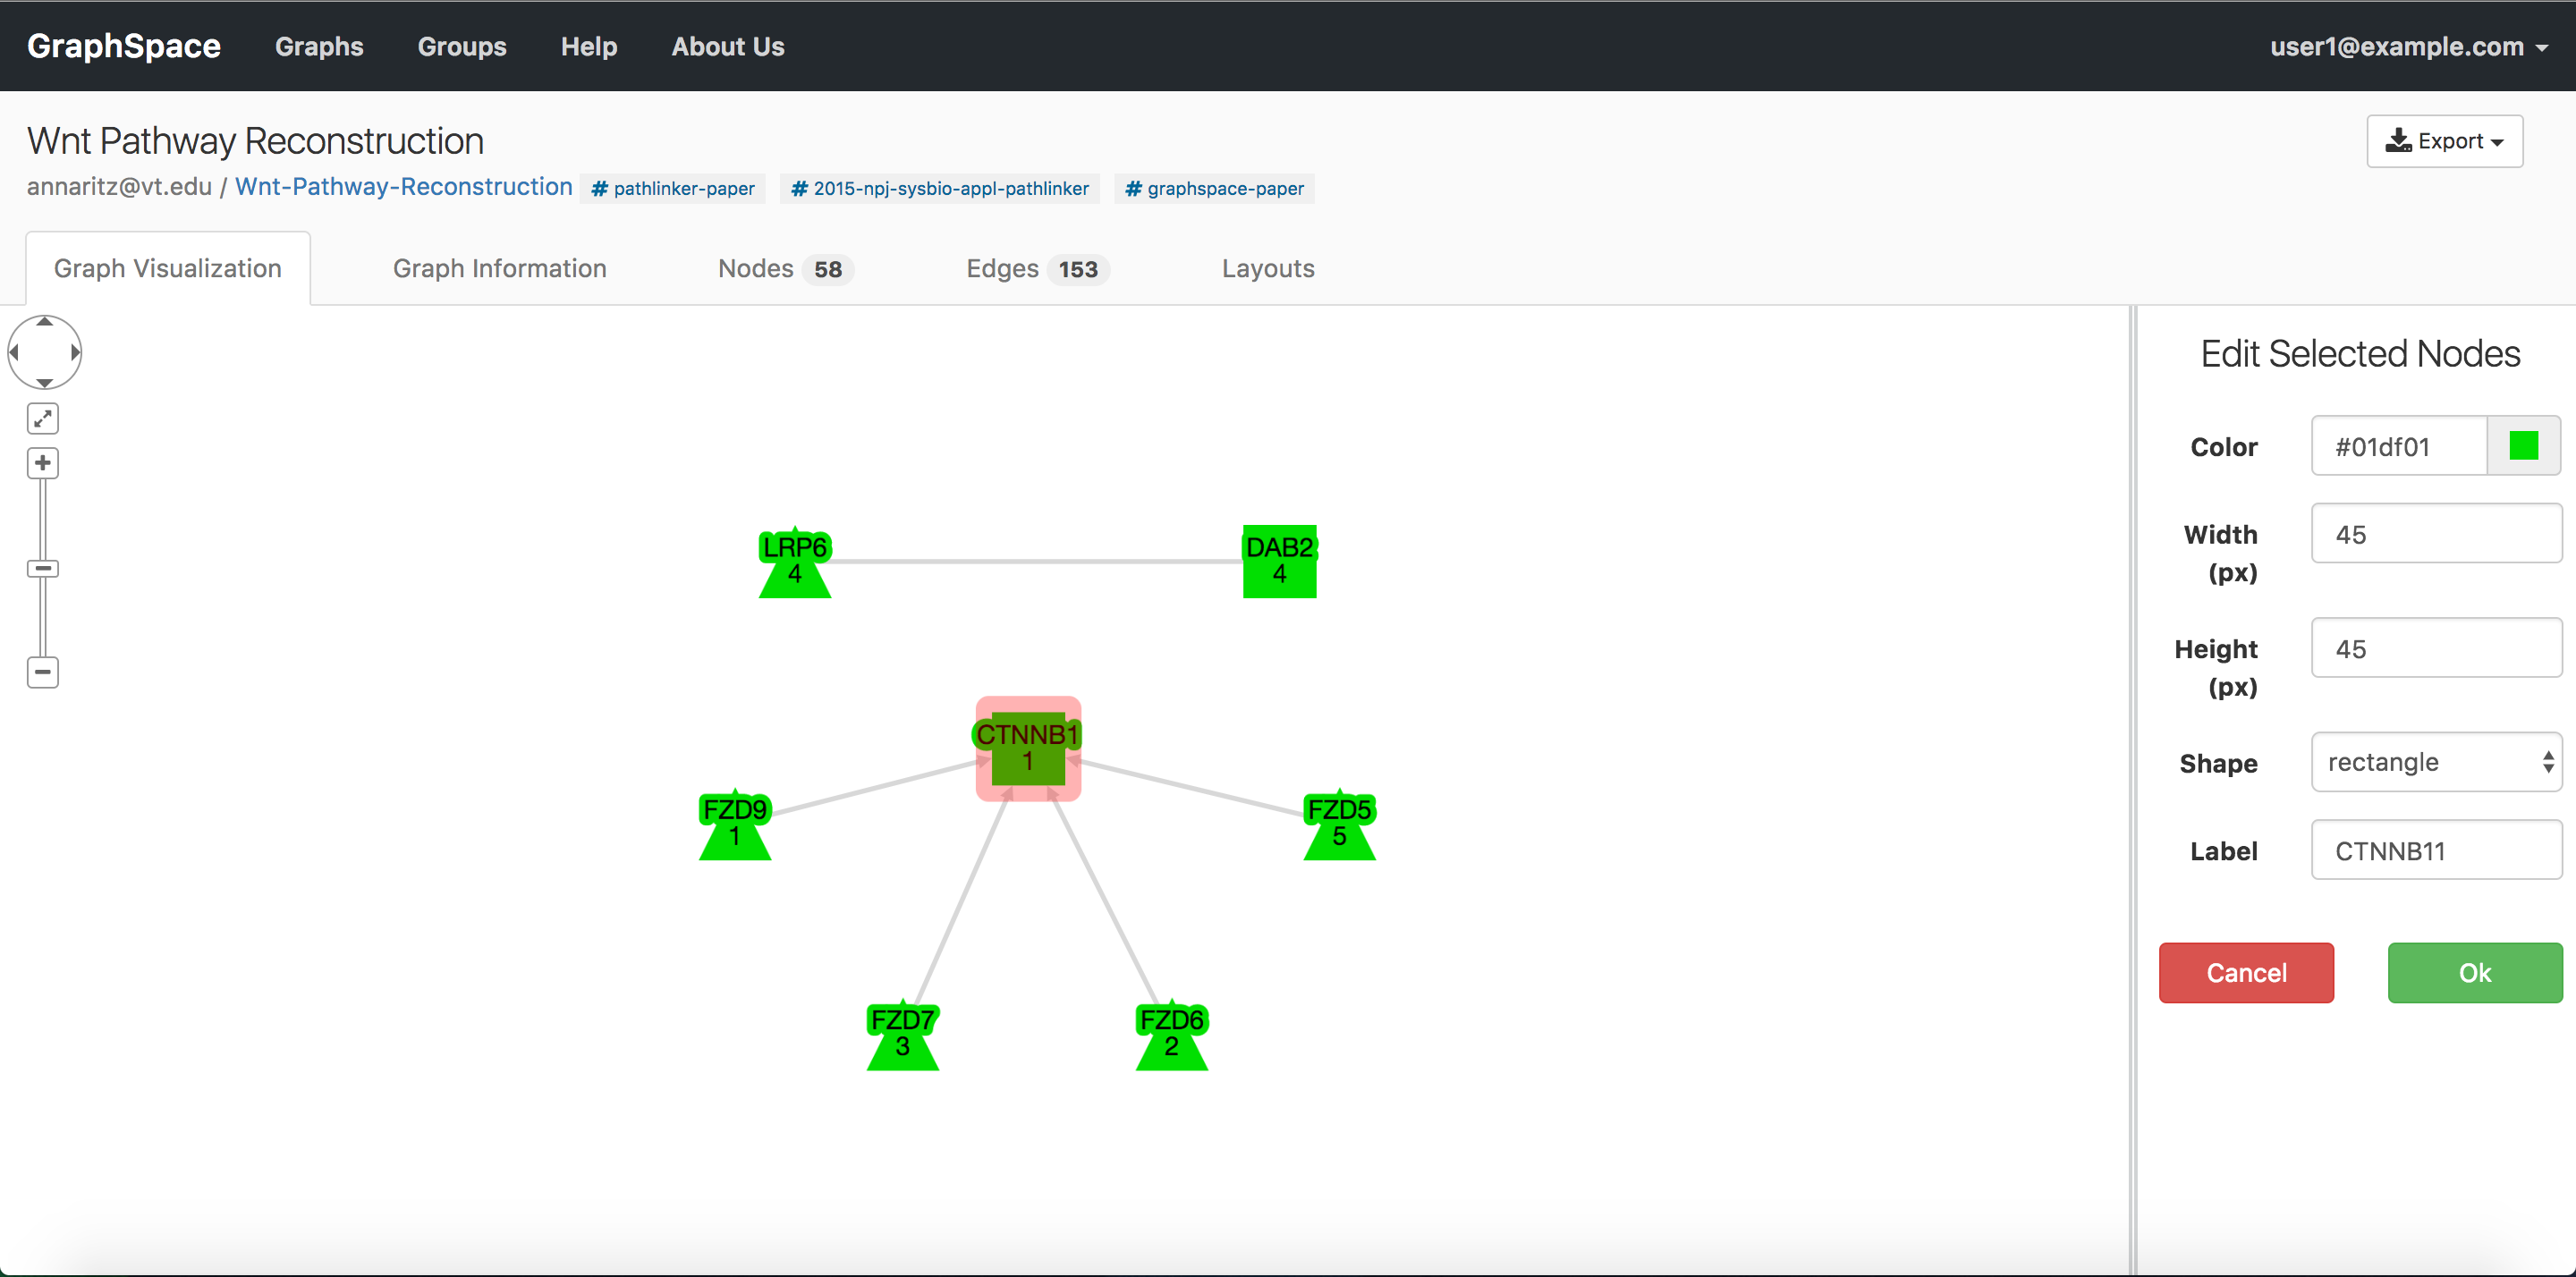 GraphSpace Graphs Groups Help About Us user1@example.com
Wnt Pathway Reconstruction
Export
annaritz@vt.edu / Wnt-Pathway-Reconstruction # pathlinker-paper # 2015-npj-sysbio-appl-pathlinker # graphspace-paper
Graph Visualization Graph Information Nodes 58 Edges 153 Layouts
LRP6
4
DAB2
4
CTNNB1
1
FZD9
1
FZD5
5
FZD7
3
FZD6
2
Edit Selected Nodes
Color #01df01
Width (px) 45
Height (px) 45
Shape rectangle
Label CTNNB11
Cancel Ok